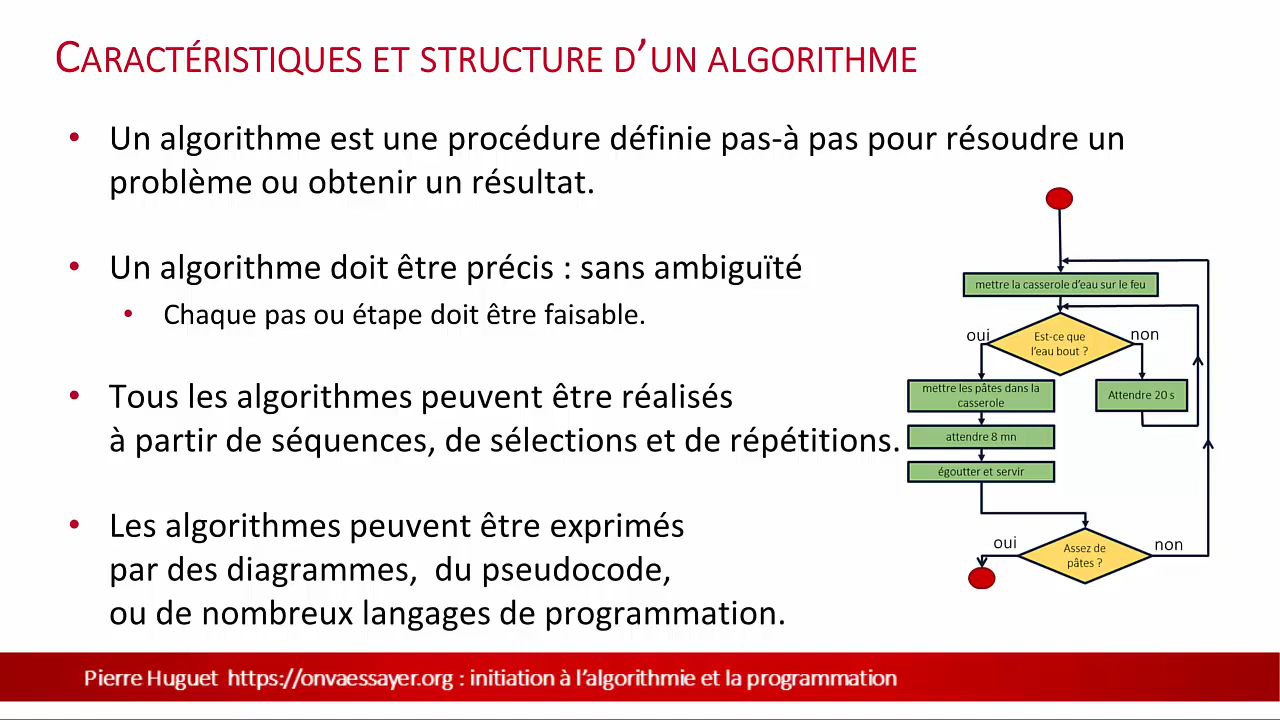 CARACTÉRISTIQUES ET STRUCTURE D’UN ALGORITHME
• Un algorithme est une procédure définie pas-à pas pour résoudre un
problème ou obtenir un résultat.
• Un algorithme doit être précis : sans ambiguïté
• Chaque pas ou étape doit être faisable.
• Tous les algorithmes peuvent être réalisés
à partir de séquences, de sélections et de répétitions.
• Les algorithmes peuvent être exprimés
par des diagrammes, du pseudocode,
ou de nombreux langages de programmation.
mettre la casserole d’eau sur le feu
oui
Est-ce que
l’eau bout ?
non
mettre les pâtes dans la
casserole
Attendre 20 s
attendre 8 mn
égoutter et servir
oui
Assez de
pâtes ?
non
Pierre Huguet https://onvaessayer.org : initiation à l’algorithmie et la programmation